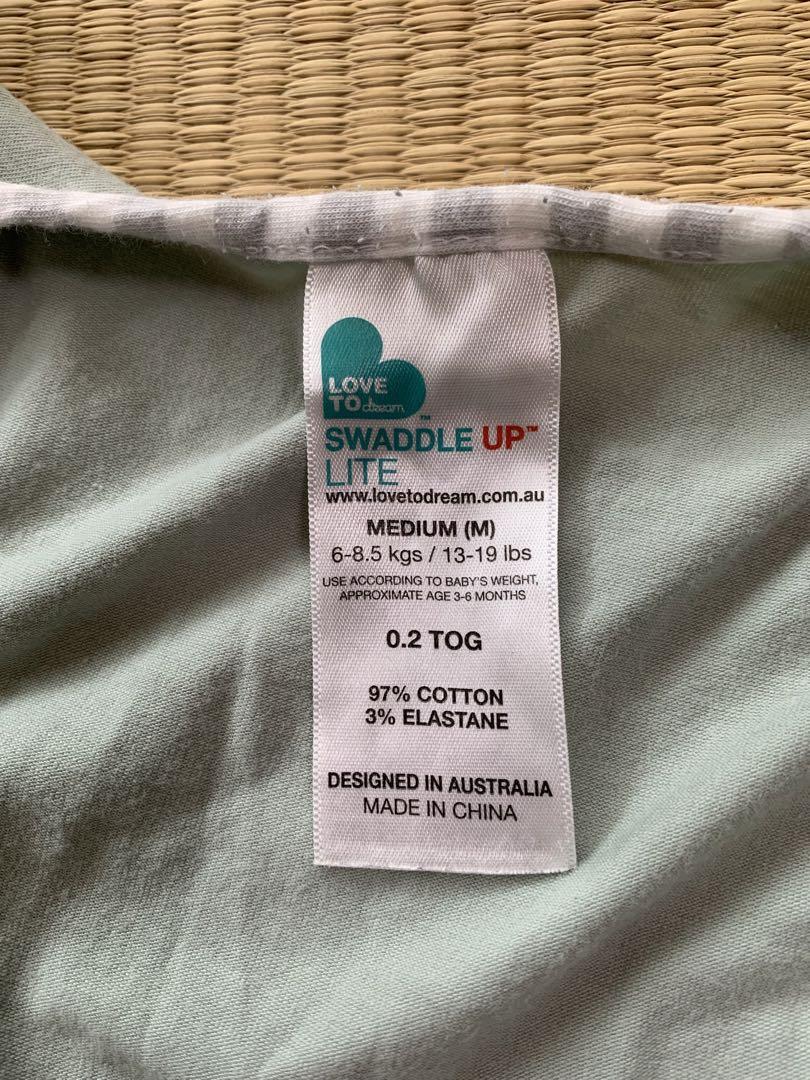 LOVE
TO dream™
SWADDLE UP™
LITE
www.lovetodream.com.au
MEDIUM (M)
6-8.5 kgs / 13-19 lbs
USE ACCORDING TO BABY'S WEIGHT,
APPROXIMATE AGE 3-6 MONTHS
0.2 TOG
97% COTTON
3% ELASTANE
DESIGNED IN AUSTRALIA
MADE IN CHINA